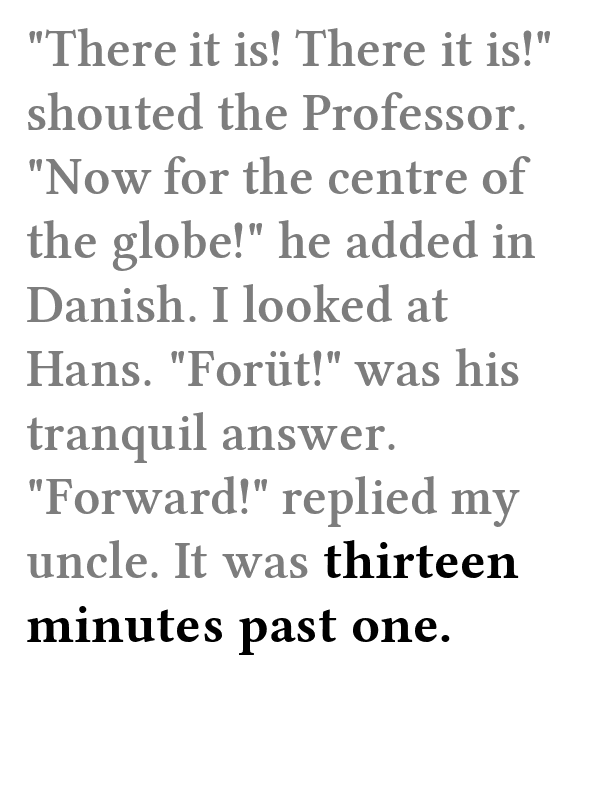 "There it is! There it is!"
shouted the Professor.
"Now for the centre of
the globe!" he added in
Danish. I looked at
Hans. "Forüt!" was his
tranquil answer.
"Forward!" replied my
uncle. It was thirteen
minutes past one.